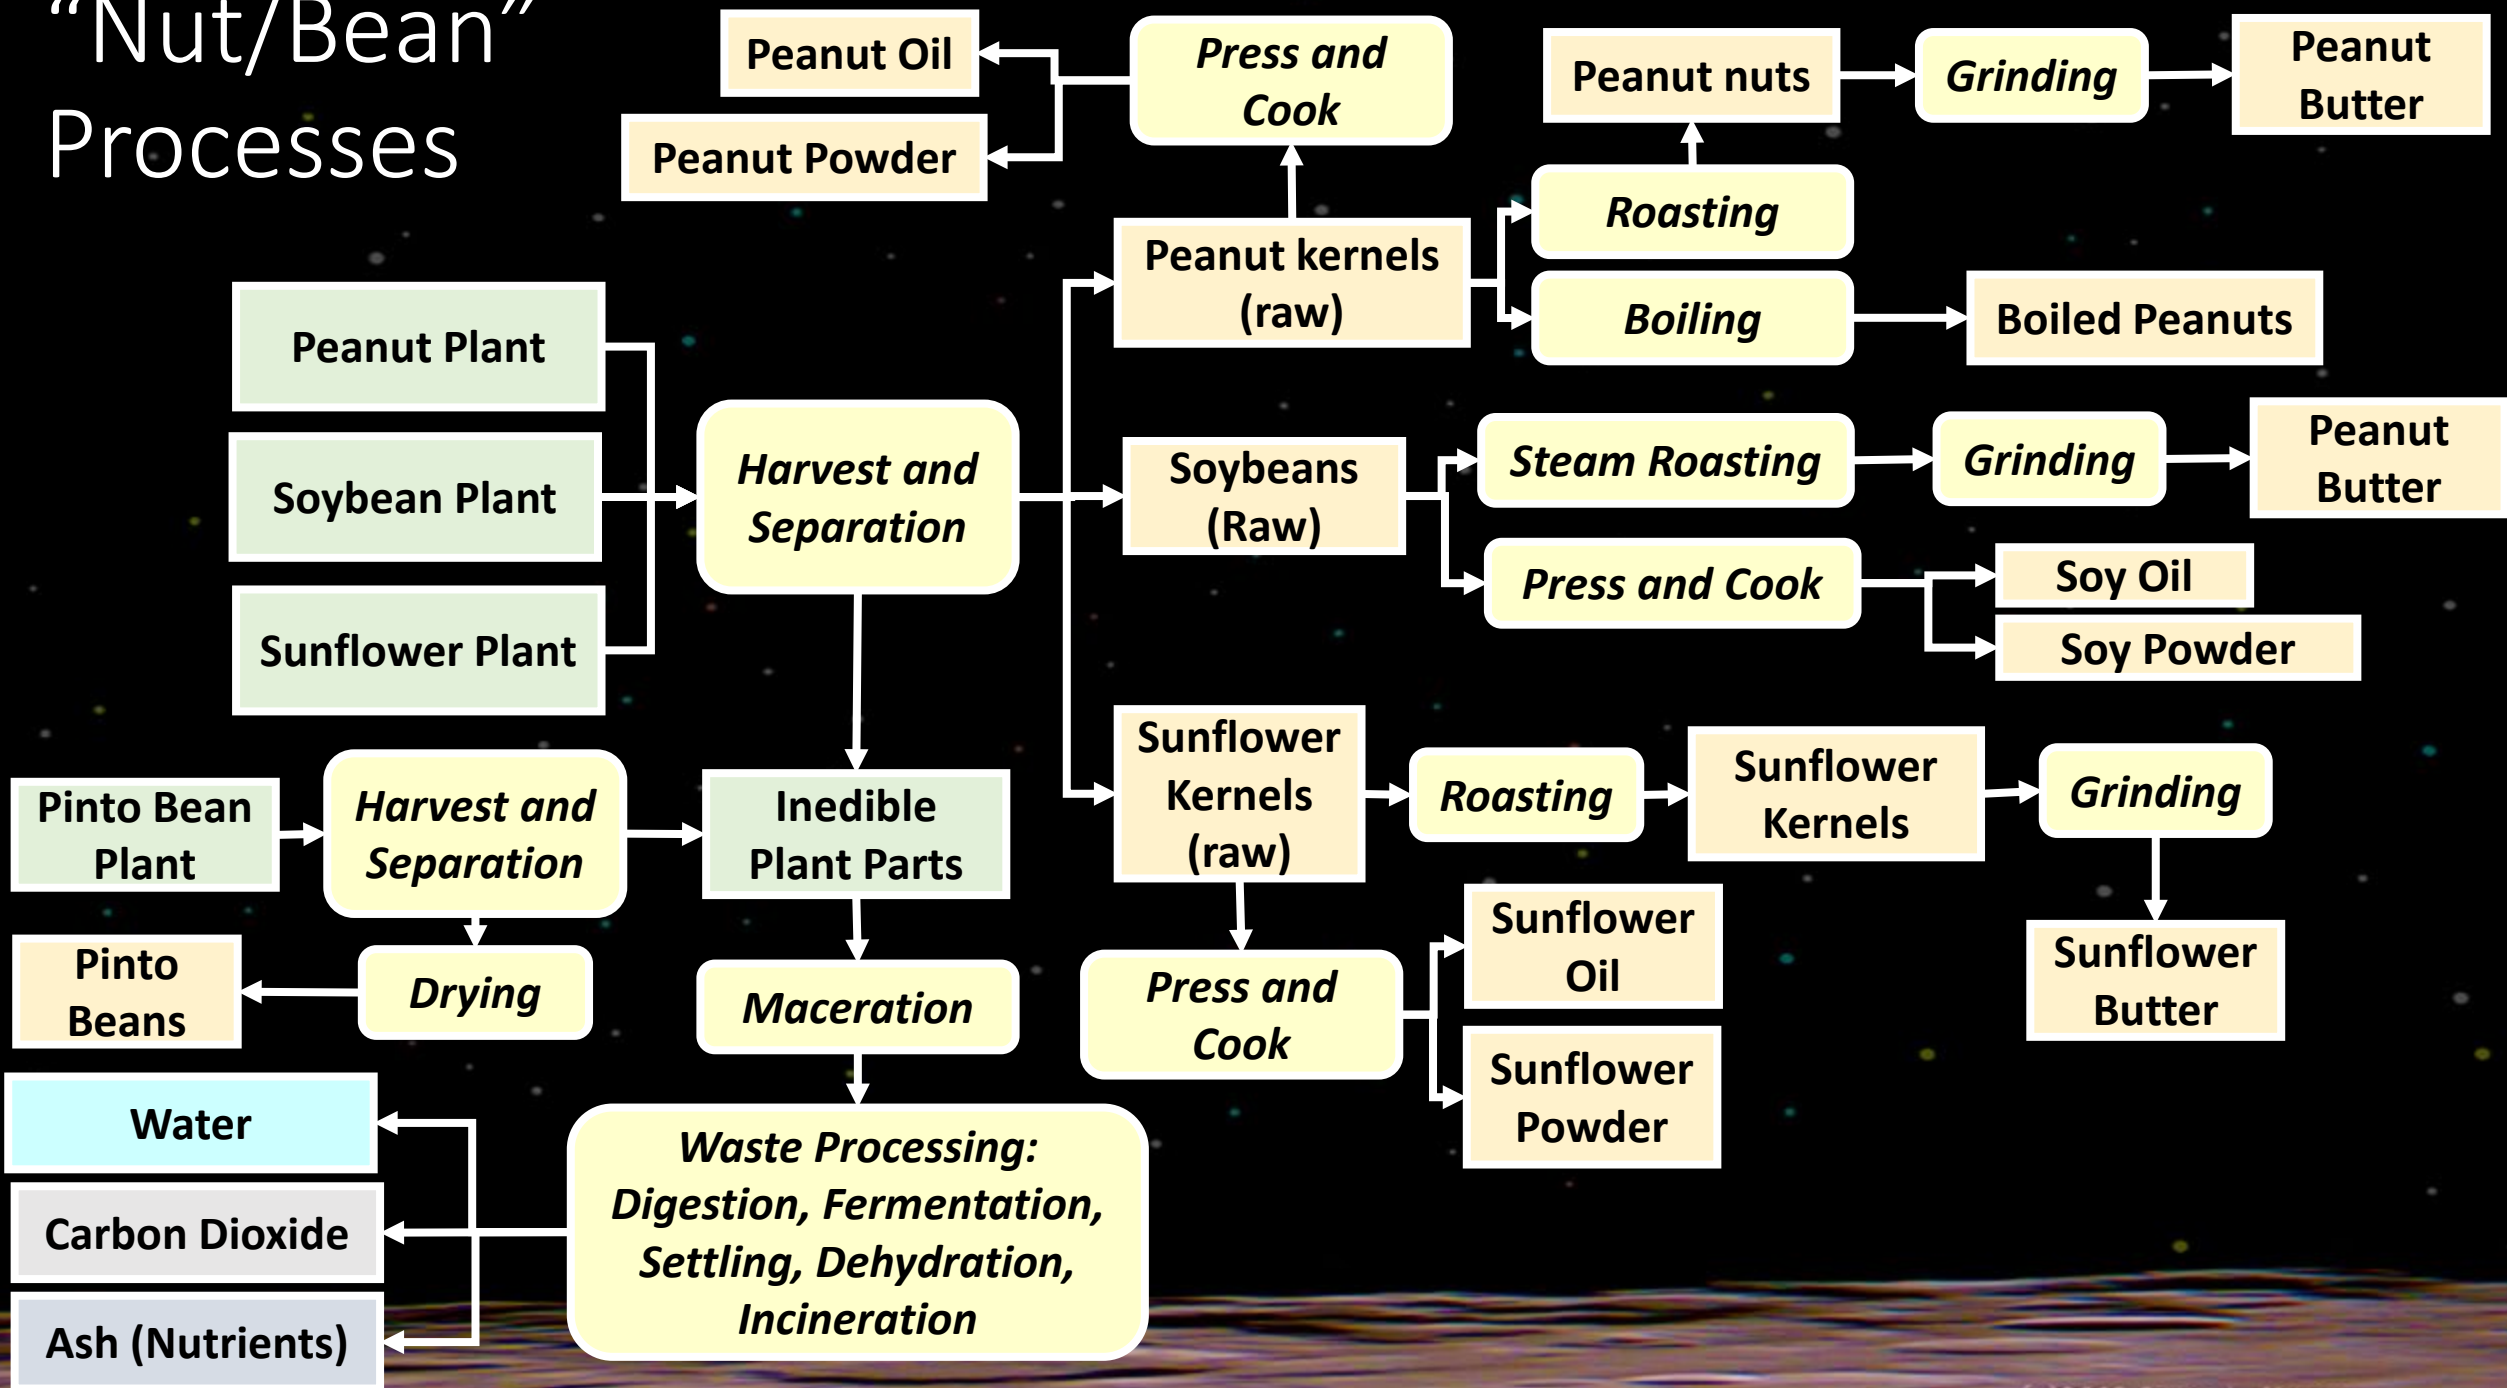 “Nut/Bean”
Processes
Peanut Oil
Peanut Powder
Press and
Cook
Peanut nuts
Grinding
Peanut
Butter
Roasting
Peanut kernels
(raw)
Boiling
Boiled Peanuts
Peanut Plant
Soybean Plant
Sunflower Plant
Harvest and
Separation
Soybeans
(Raw)
Steam Roasting
Grinding
Peanut
Butter
Press and Cook
Soy Oil
Soy Powder
Sunflower
Kernels
(raw)
Roasting
Sunflower
Kernels
Grinding
Sunflower
Butter
Press and
Cook
Sunflower
Oil
Sunflower
Powder
Pinto Bean
Plant
Harvest and
Separation
Inedible
Plant Parts
Pinto
Beans
Drying
Maceration
Water
Carbon Dioxide
Ash (Nutrients)
Waste Processing:
Digestion, Fermentation,
Settling, Dehydration,
Incineration